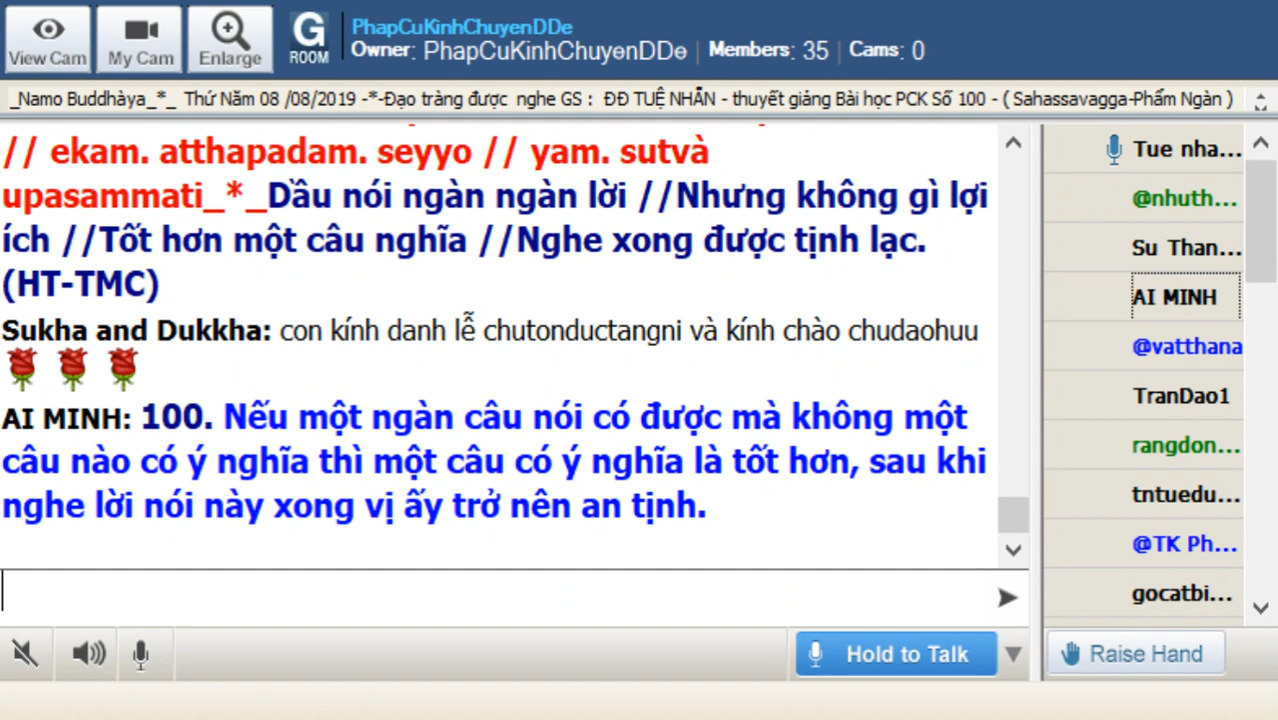 View Cam
My Cam
Enlarge
G
ROOM
PhapCuKinhChuyenDDe
Owner: PhapCuKinhChuyenDDe | Members: 35 | Cams: 0
_Namo Buddhàya_*_ Thứ Năm 08 /08/2019 -*-Đạo tràng được nghe GS : ĐĐ TUỆ NHẪN - thuyết giảng Bài học PCK Số 100 - ( Sahassavagga-Phẩm Ngàn )
// ekam. atthapadam. seyyo // yam. sutvà
upasammati_*_Dầu nói ngàn ngàn lời //Nhưng không gì lợi
ích //Tốt hơn một câu nghĩa //Nghe xong được tịnh lạc.
(HT-TMC)
Sukha and Dukkha: con kính danh lễ chutonductangni và kính chào chudaohuu
AI MINH: 100. Nếu một ngàn câu nói có được mà không một
câu nào có ý nghĩa thì một câu có ý nghĩa là tốt hơn, sau khi
nghe lời nói này xong vị ấy trở nên an tịnh.
Tue nha...
@nhuth...
Su Than...
AI MINH
@vatthana
TranDao1
rangdon...
tntuedu...
@TK Ph...
gocatbi...
Hold to Talk
Raise Hand